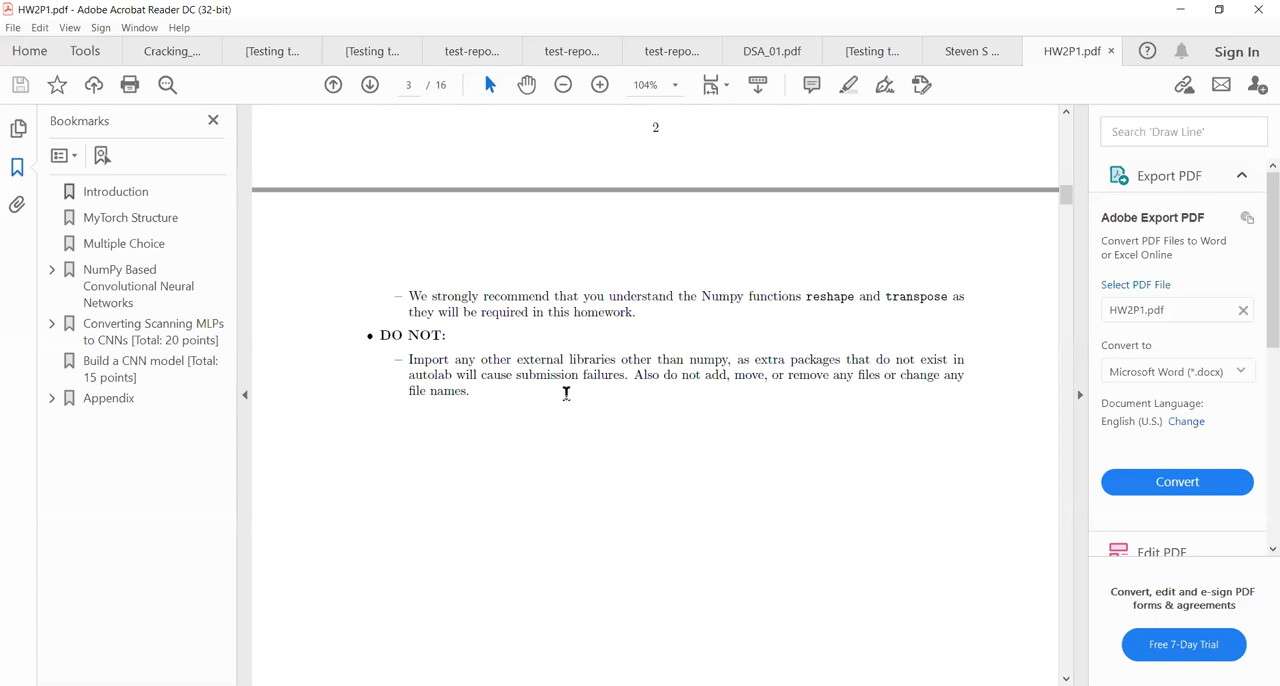 HW2P1.pdf - Adobe Acrobat Reader DC (32-bit)
File Edit View Sign Window Help
Home Tools Cracking_... [Testing t... [Testing t... test-repo... test-repo... test-repo... DSA_01.pdf [Testing t... Steven S ... HW2P1.pdf × Sign In
3 / 16 104%
Bookmarks
Introduction
MyTorch Structure
Multiple Choice
NumPy Based
Convolutional Neural
Networks
Converting Scanning MLPs
to CNNs [Total: 20 points]
Build a CNN model [Total:
15 points]
Appendix
2
– We strongly recommend that you understand the Numpy functions reshape and transpose as
they will be required in this homework.
• DO NOT:
– Import any other external libraries other than numpy, as extra packages that do not exist in
autolab will cause submission failures. Also do not add, move, or remove any files or change any
file names.
Search 'Draw Line'
Export PDF
Adobe Export PDF
Convert PDF Files to Word
or Excel Online
Select PDF File
HW2P1.pdf
Convert to
Microsoft Word (*.docx)
Document Language:
English (U.S.) Change
Convert
Edit PDF
Convert, edit and e-sign PDF
forms & agreements
Free 7-Day Trial